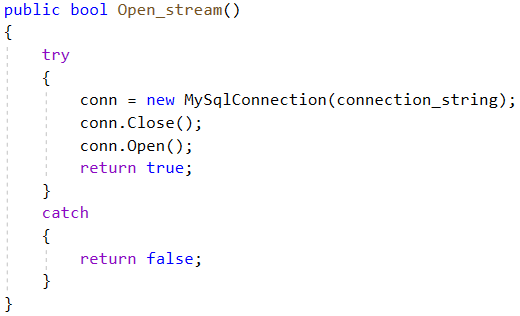 public bool Open_stream()
{
try
{
conn = new MySqlConnection(connection_string);
conn.Close();
conn.Open();
return true;
}
catch
{
return false;
}
}